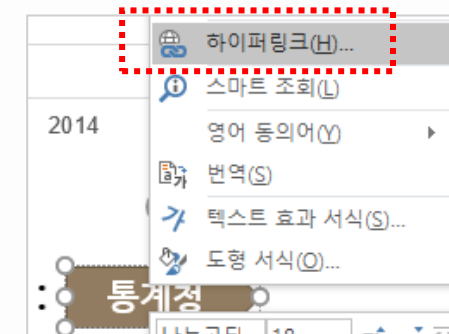 하이퍼링크(H)...
스마트 조회(L)
2014
영어 동의어(Y)
번역(S)
텍스트 효과 서식(S)...
도형 서식(O)...
통계청
18